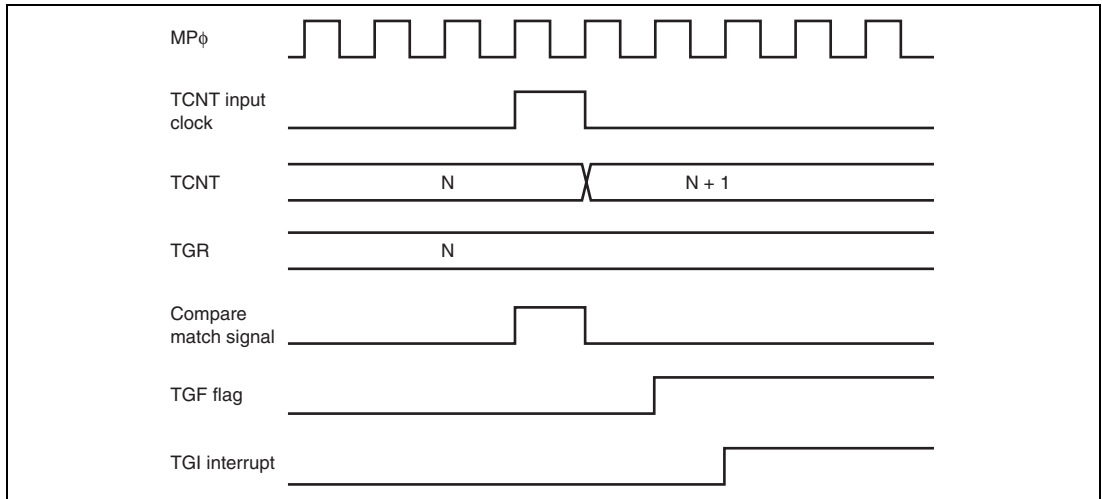 MPϕ
TCNT input
clock
TCNT
N
N + 1
TGR
N
Compare
match signal
TGF flag
TGI interrupt